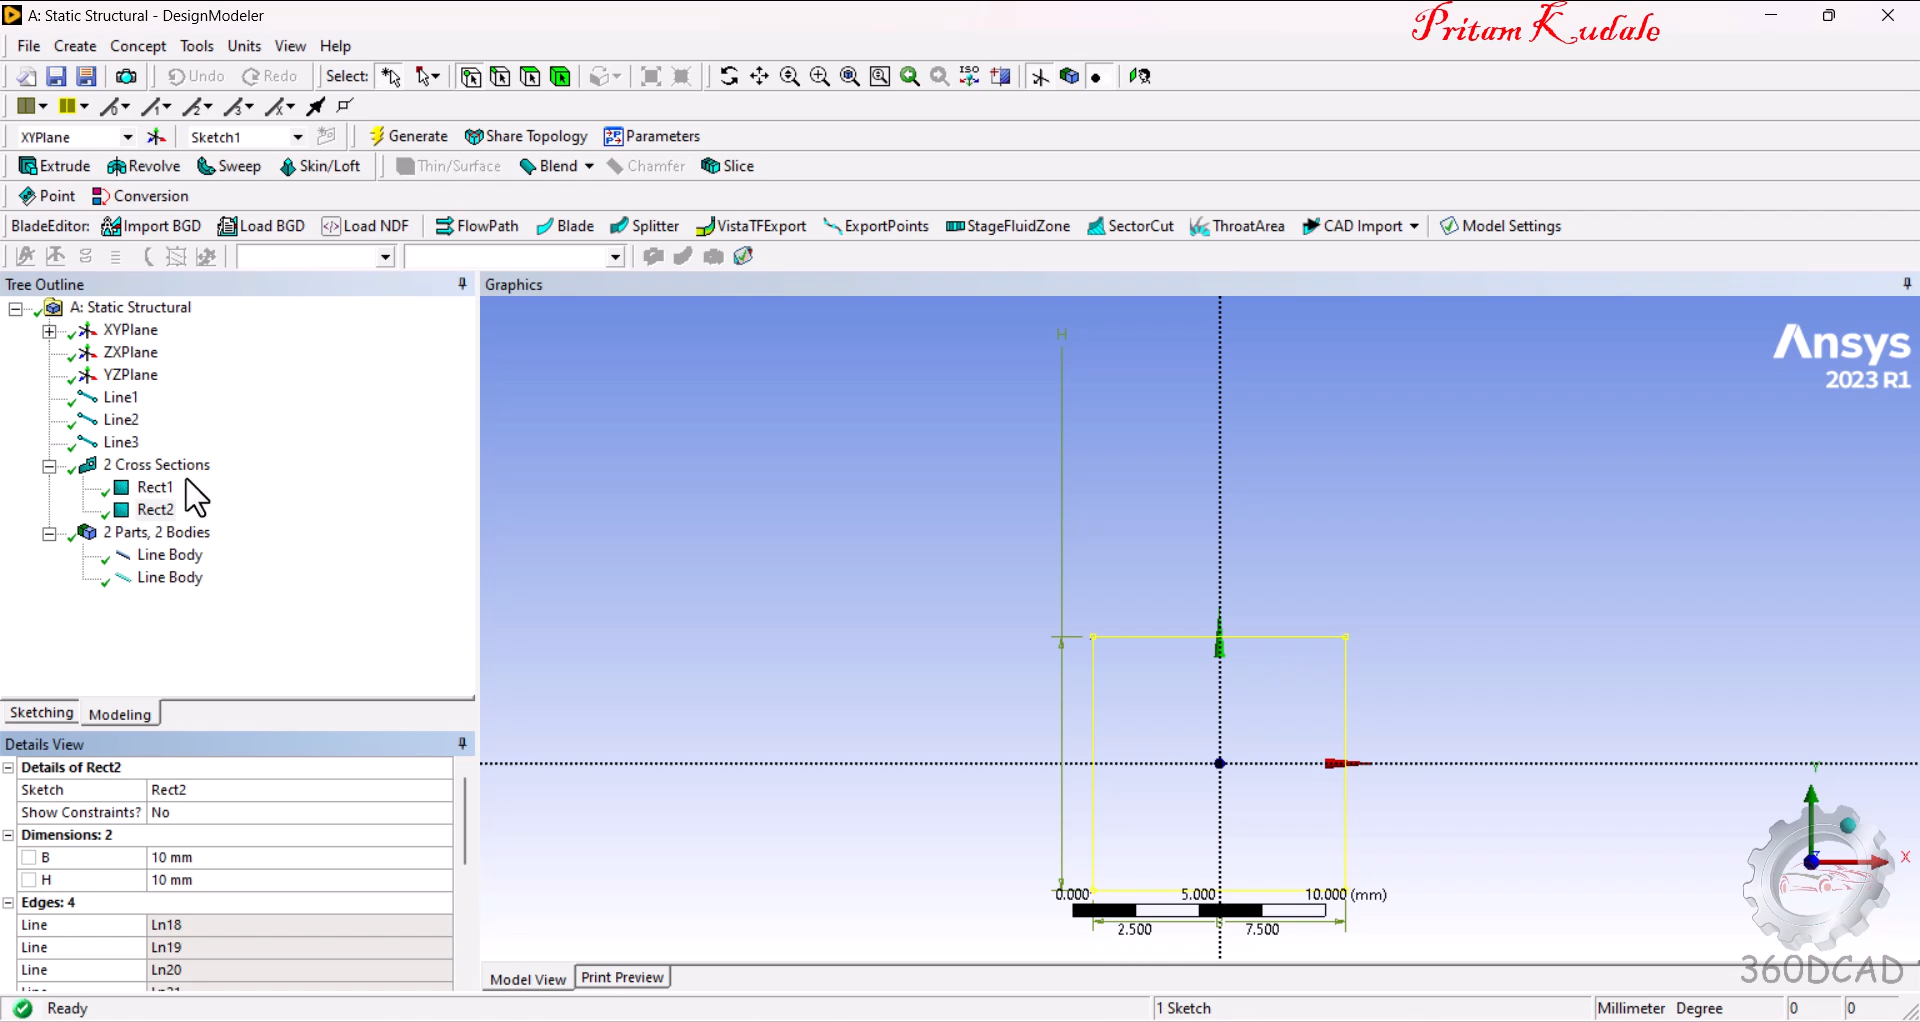 A: Static Structural - DesignModeler
Pritam Kudale
File Create Concept Tools Units View Help
Undo Redo Select: ISO
0 1 2 3 x
XYPlane Sketch1 Generate Share Topology Parameters
Extrude Revolve Sweep Skin/Loft Thin/Surface Blend Chamfer Slice
Point Conversion
BladeEditor: Import BGD Load BGD Load NDF FlowPath Blade Splitter VistaTFExport ExportPoints StageFluidZone SectorCut ThroatArea CAD Import Model Settings
Tree Outline
Graphics
A: Static Structural
XYPlane
ZXPlane
YZPlane
Line1
Line2
Line3
2 Cross Sections
Rect1
Rect2
2 Parts, 2 Bodies
Line Body
Line Body
Sketching Modeling
Details View
Details of Rect2
Sketch Rect2
Show Constraints? No
Dimensions: 2
B 10 mm
H 10 mm
Edges: 4
Line Ln18
Line Ln19
Line Ln20
H
Ansys
2023 R1
0.000 5.000 10.000 (mm)
2.500 7.500
Y
X
360DCAD
Model View Print Preview
Ready 1 Sketch Millimeter Degree 0 0